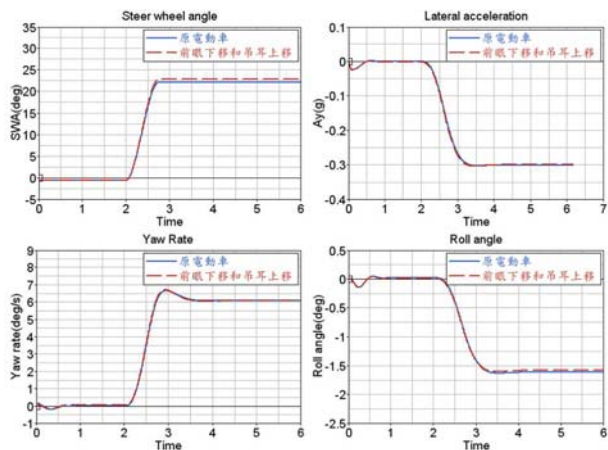 Steer wheel angle
SWA(deg)
35
30
25
20
15
10
5
0
-5
0 1 2 3 4 5 6
Time
原電動車
前眼下移和吊耳上移
Lateral acceleration
Ay(g)
0.1
0
-0.1
-0.2
-0.3
-0.4
0 1 2 3 4 5 6 7
Time
原電動車
前眼下移和吊耳上移
Yaw Rate
Yaw rate(deg/s)
9
8
7
6
5
4
3
2
1
0
-1
0 1 2 3 4 5 6
Time
原電動車
前眼下移和吊耳上移
Roll angle
Roll angle(deg)
0.5
0
-0.5
-1
-1.5
-2
-2.5
0 1 2 3 4 5 6
Time
原電動車
前眼下移和吊耳上移